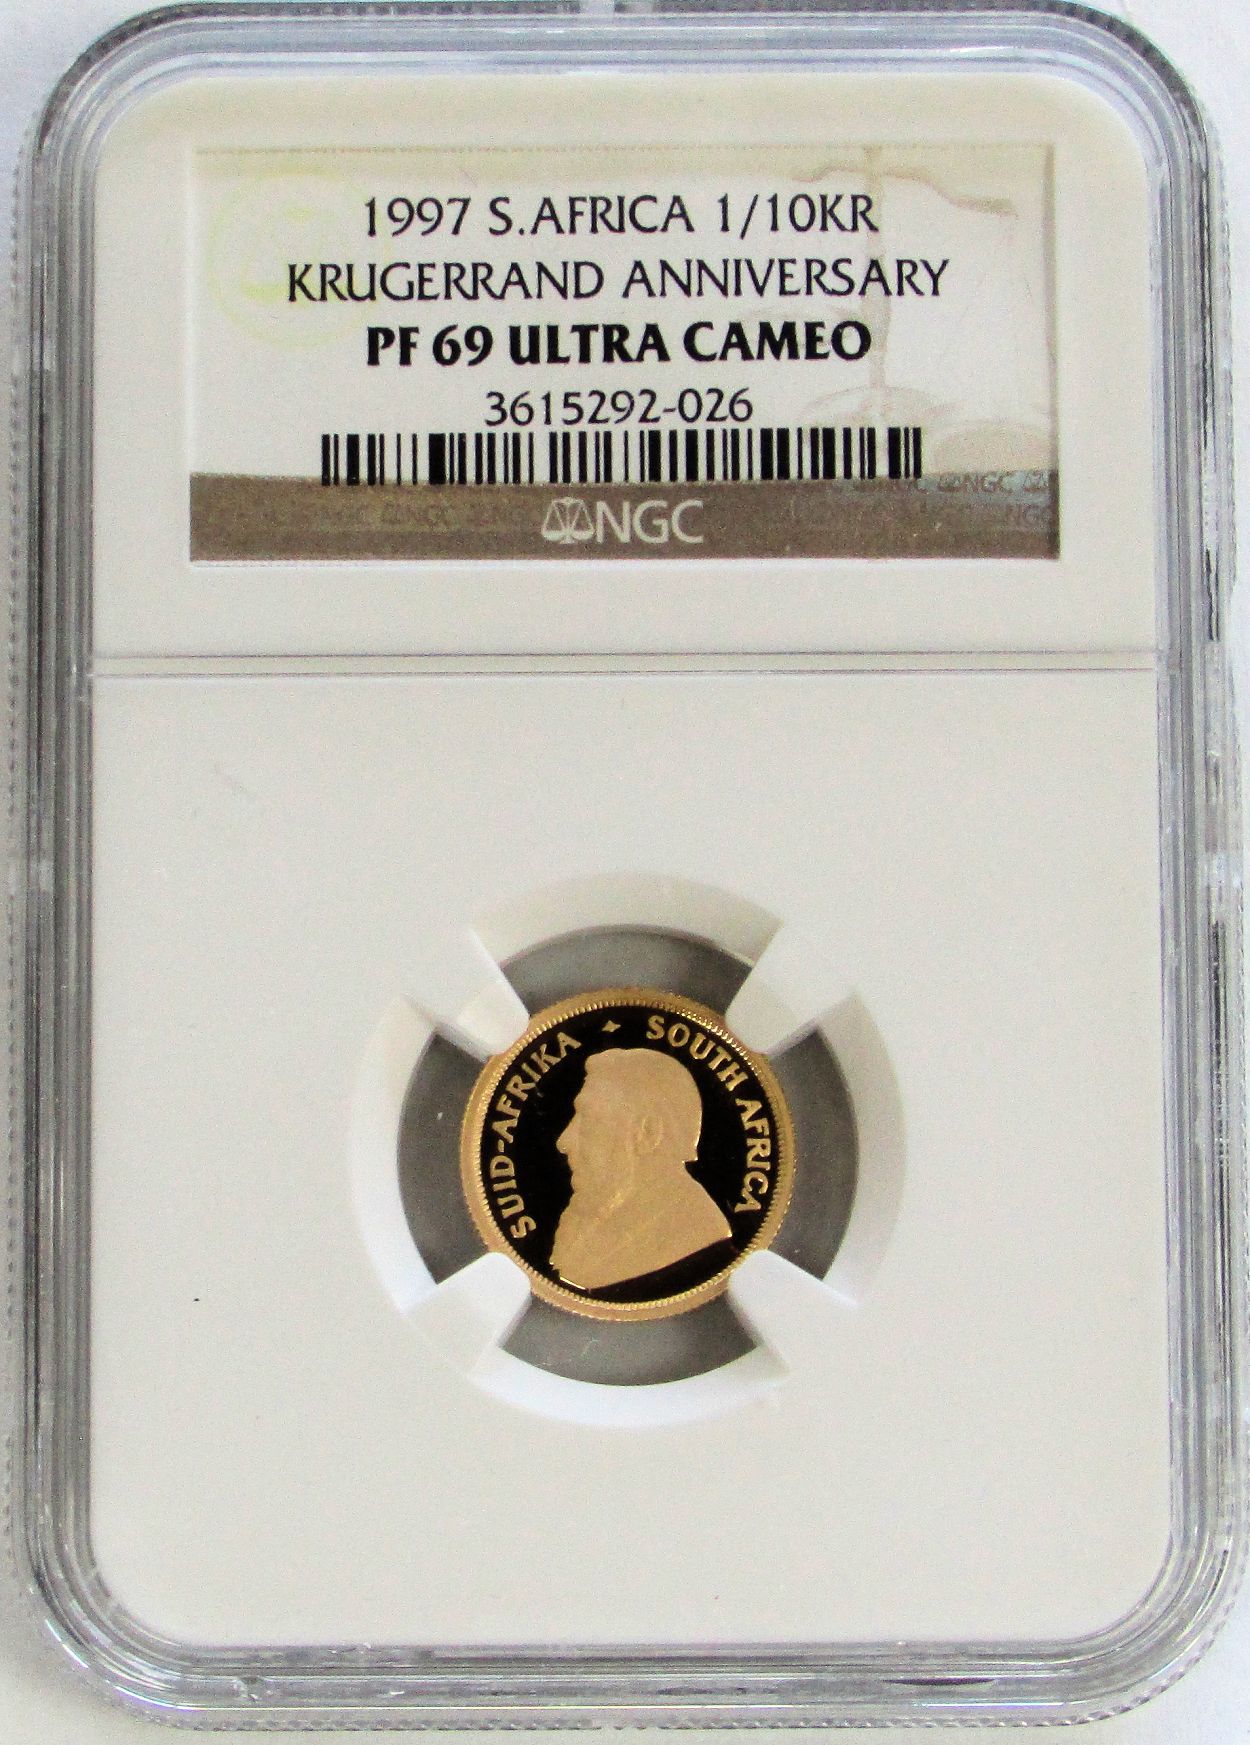 1997 S.AFRICA 1/10KR
KRUGERRAND ANNIVERSARY
PF 69 ULTRA CAMEO
3615292-026
NGC
SUID-AFRIKA
SOUTH AFRICA